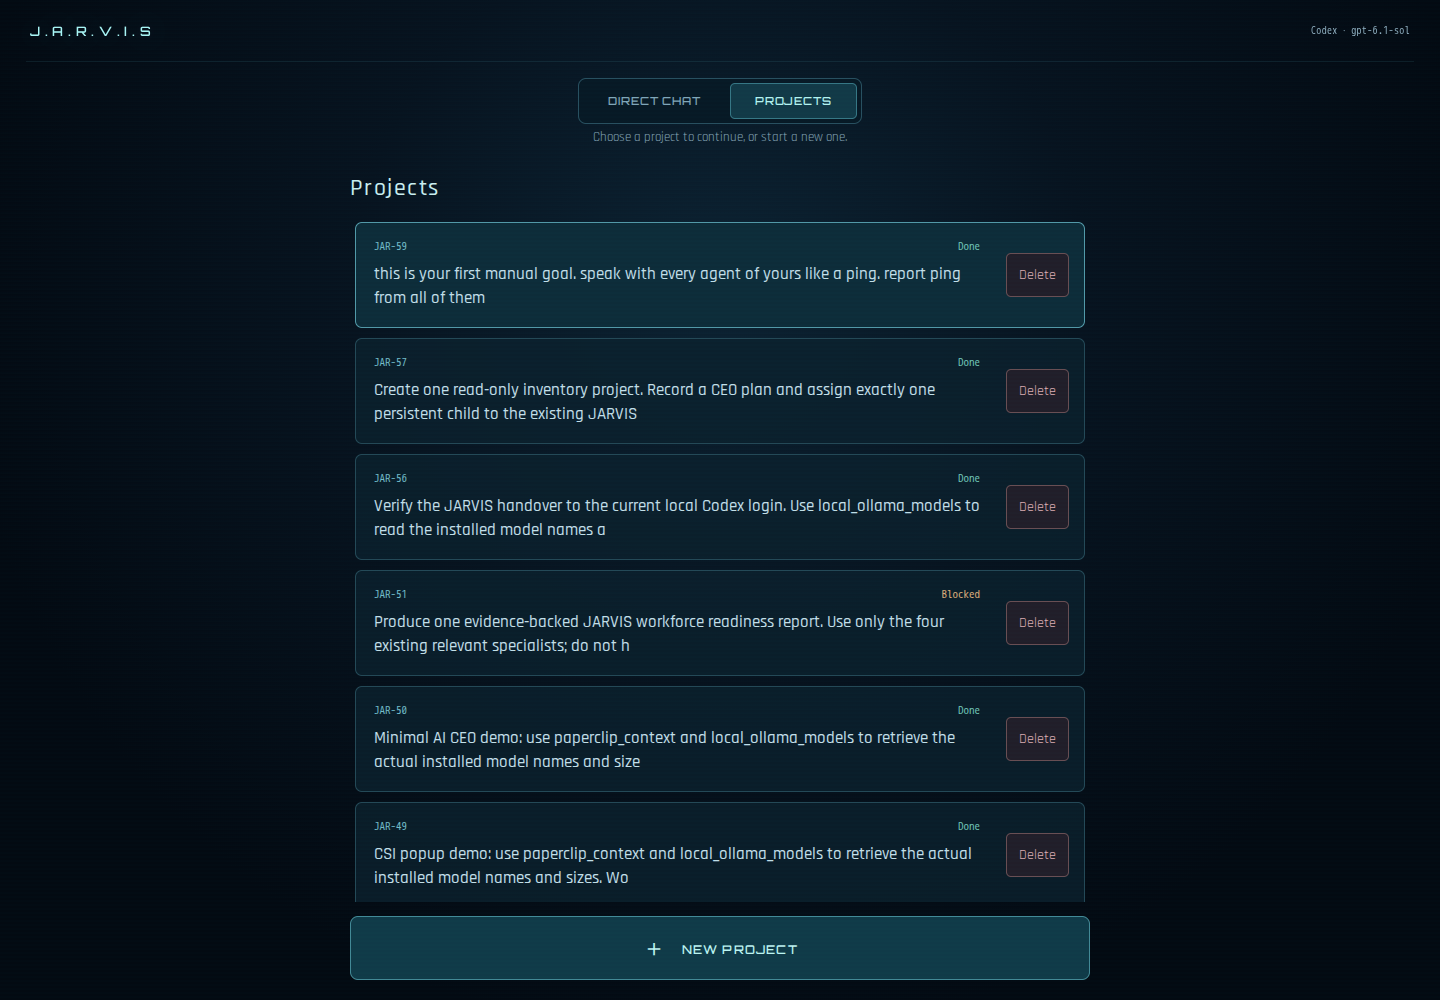 J.A.R.V.I.S
Codex · gpt-6.1-sol
DIRECT CHAT
PROJECTS
Choose a project to continue, or start a new one.
Projects
JAR-59
Done
this is your first manual goal. speak with every agent of yours like a ping. report ping
from all of them
Delete
JAR-57
Done
Create one read-only inventory project. Record a CEO plan and assign exactly one
persistent child to the existing JARVIS
Delete
JAR-56
Done
Verify the JARVIS handover to the current local Codex login. Use local_ollama_models to
read the installed model names a
Delete
JAR-51
Blocked
Produce one evidence-backed JARVIS workforce readiness report. Use only the four
existing relevant specialists; do not h
Delete
JAR-50
Done
Minimal AI CEO demo: use paperclip_context and local_ollama_models to retrieve the
actual installed model names and size
Delete
JAR-49
Done
CSI popup demo: use paperclip_context and local_ollama_models to retrieve the actual
installed model names and sizes. Wo
Delete
+ NEW PROJECT